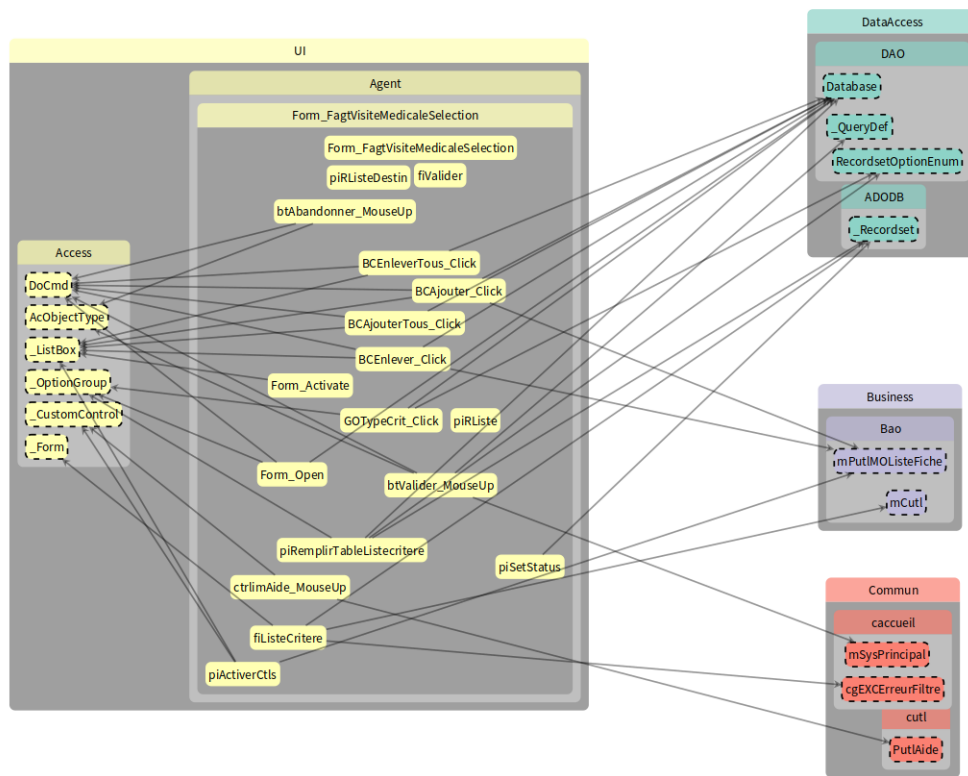 UI
Agent
Form_FagtVisiteMedicaleSelection
Form_FagtVisiteMedicaleSelection
piRListeDestin
fiValider
btAbandonner_MouseUp
Access
DoCmd
AcObjectType
_ListBox
_OptionGroup
_CustomControl
_Form
BCEnleverTous_Click
BCAjouter_Click
BCAjouterTous_Click
BCEnlever_Click
Form_Activate
GOTypeCrit_Click
piRListe
Form_Open
btValider_MouseUp
piRemplirTableListecritere
piSetStatus
ctrlimAide_MouseUp
fiListeCritere
piActiverCtls
DataAccess
DAO
Database
_QueryDef
RecordsetOptionEnum
ADODB
_Recordset
Business
Bao
mPutlMOListeFiche
mCutl
Commun
caccueil
mSysPrincipal
cgEXCErreurFiltre
cutl
PutlAide